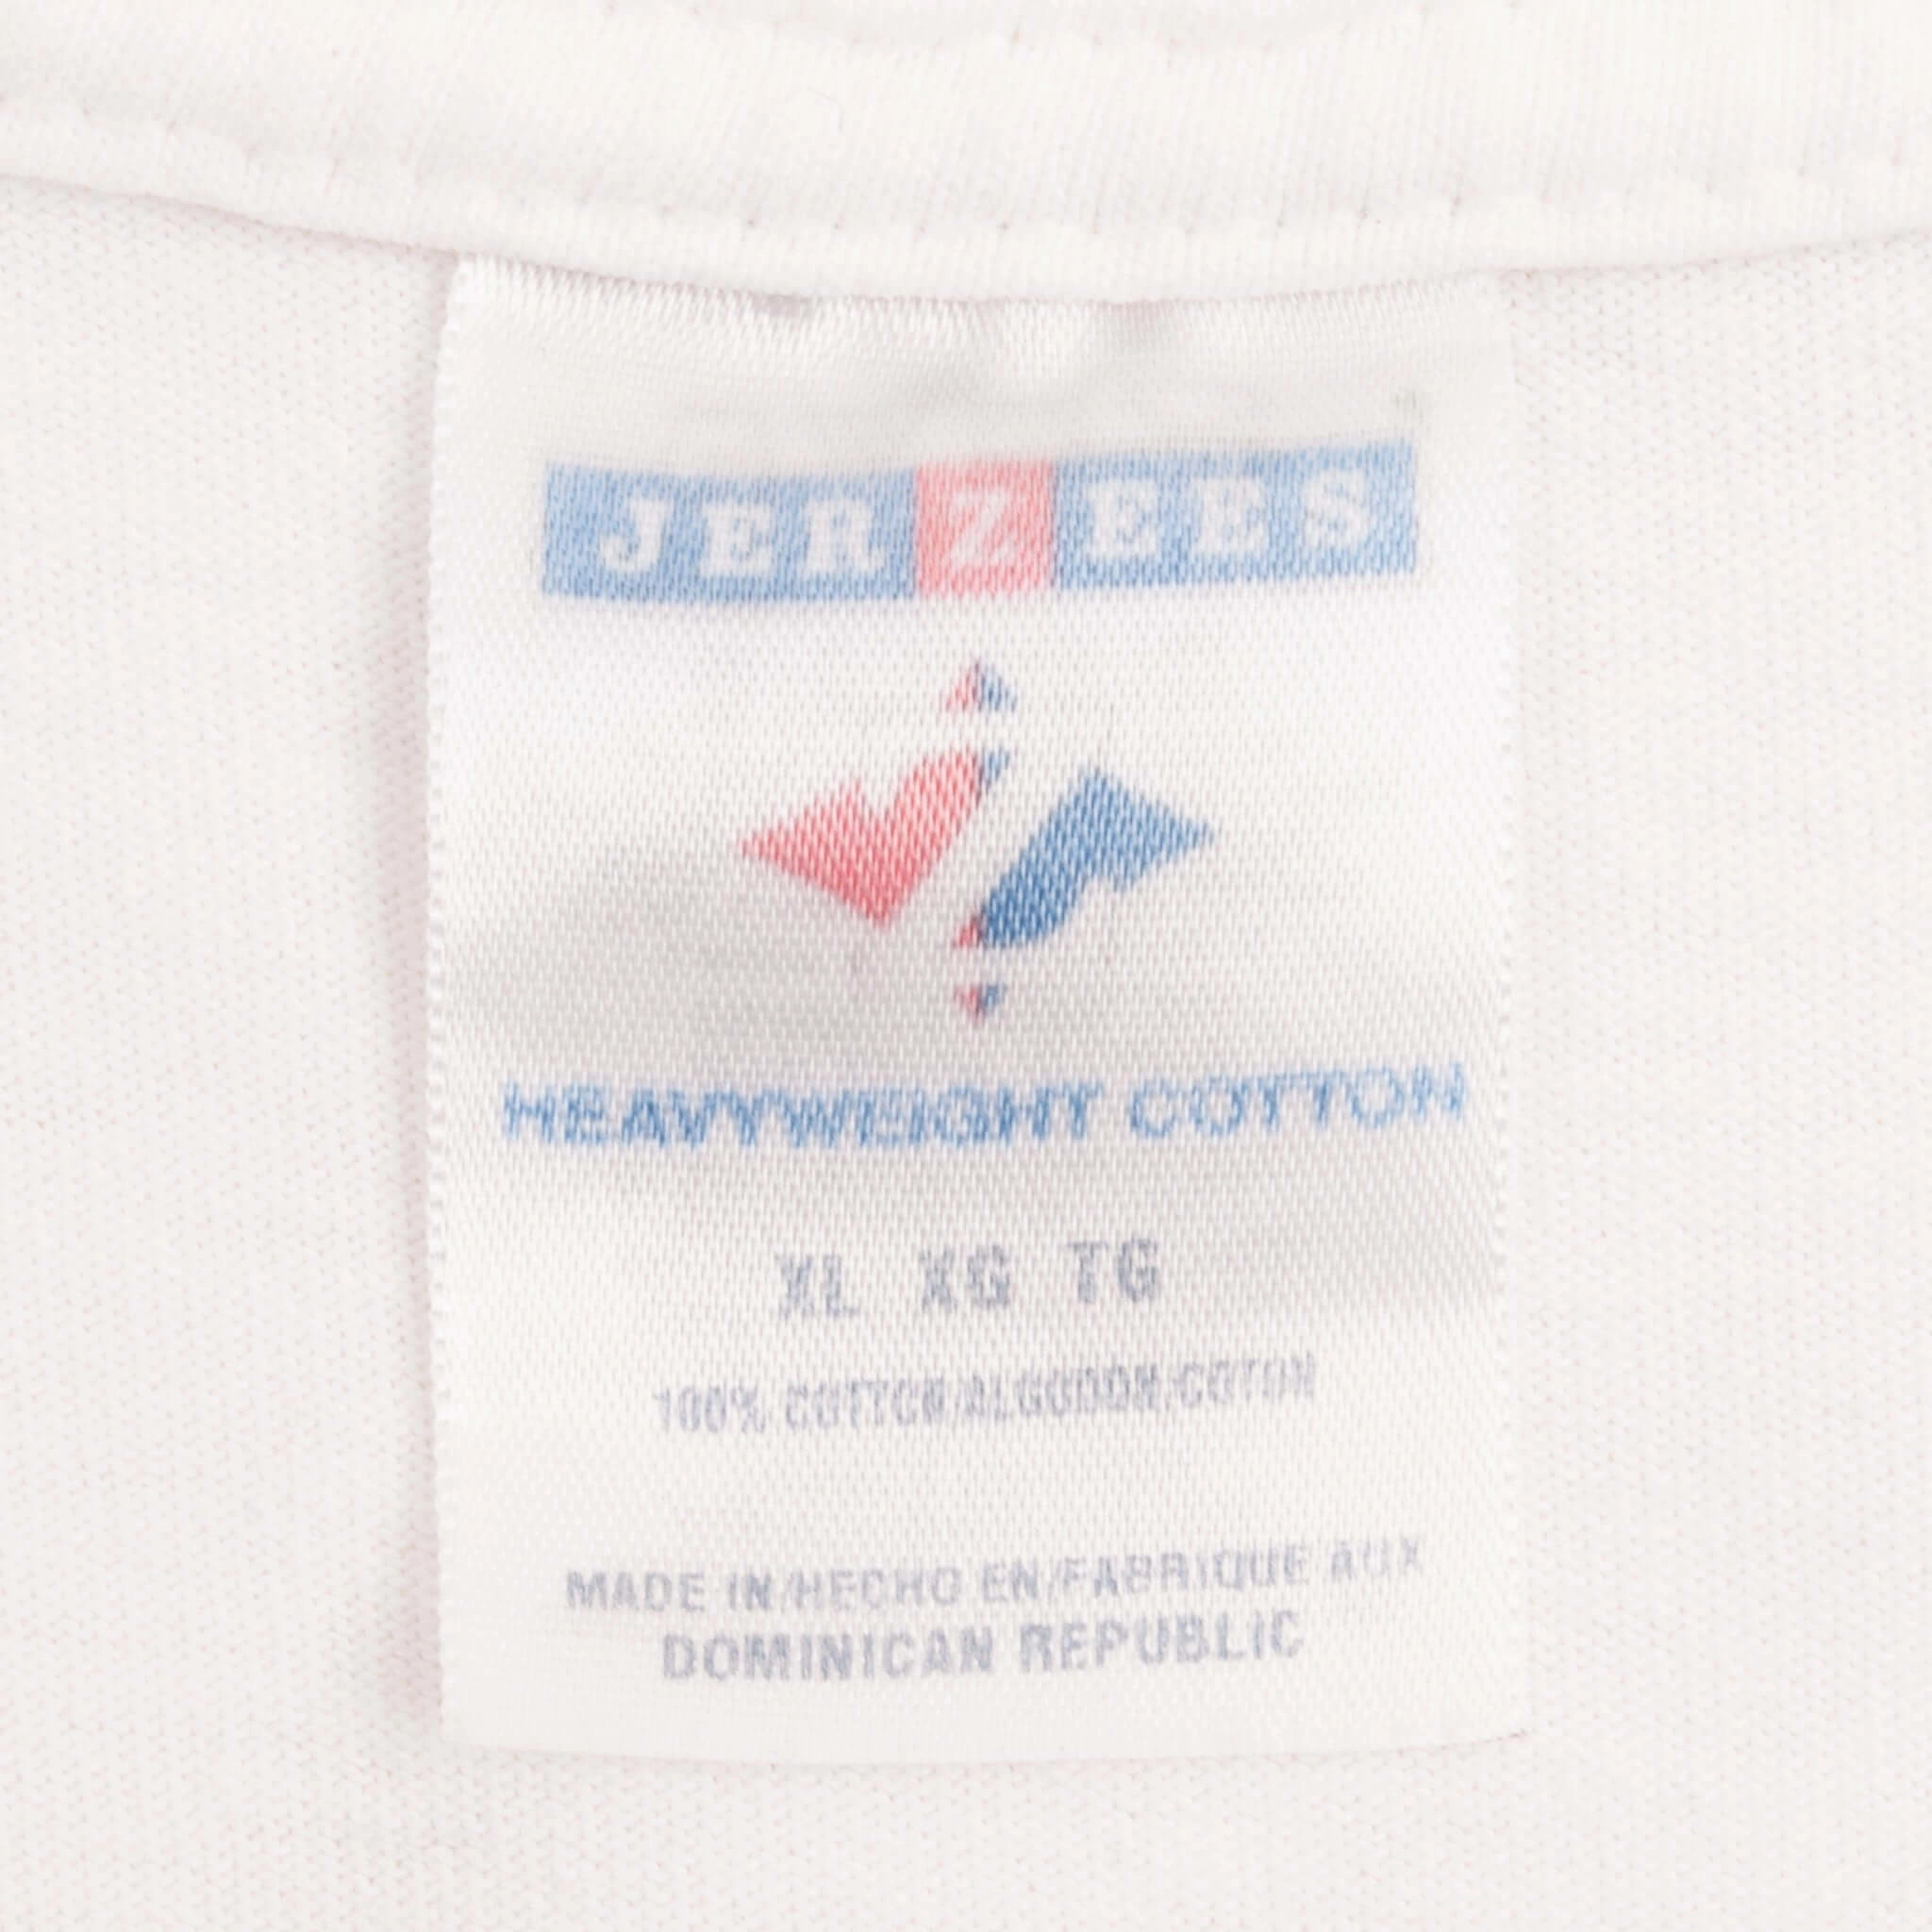 JERZEES
HEAVYWEIGHT COTTON
XL XG TG
100% COTTON/ALGODON/COTON
MADE IN/HECHO EN/FABRIQUE AUX
DOMINICAN REPUBLIC